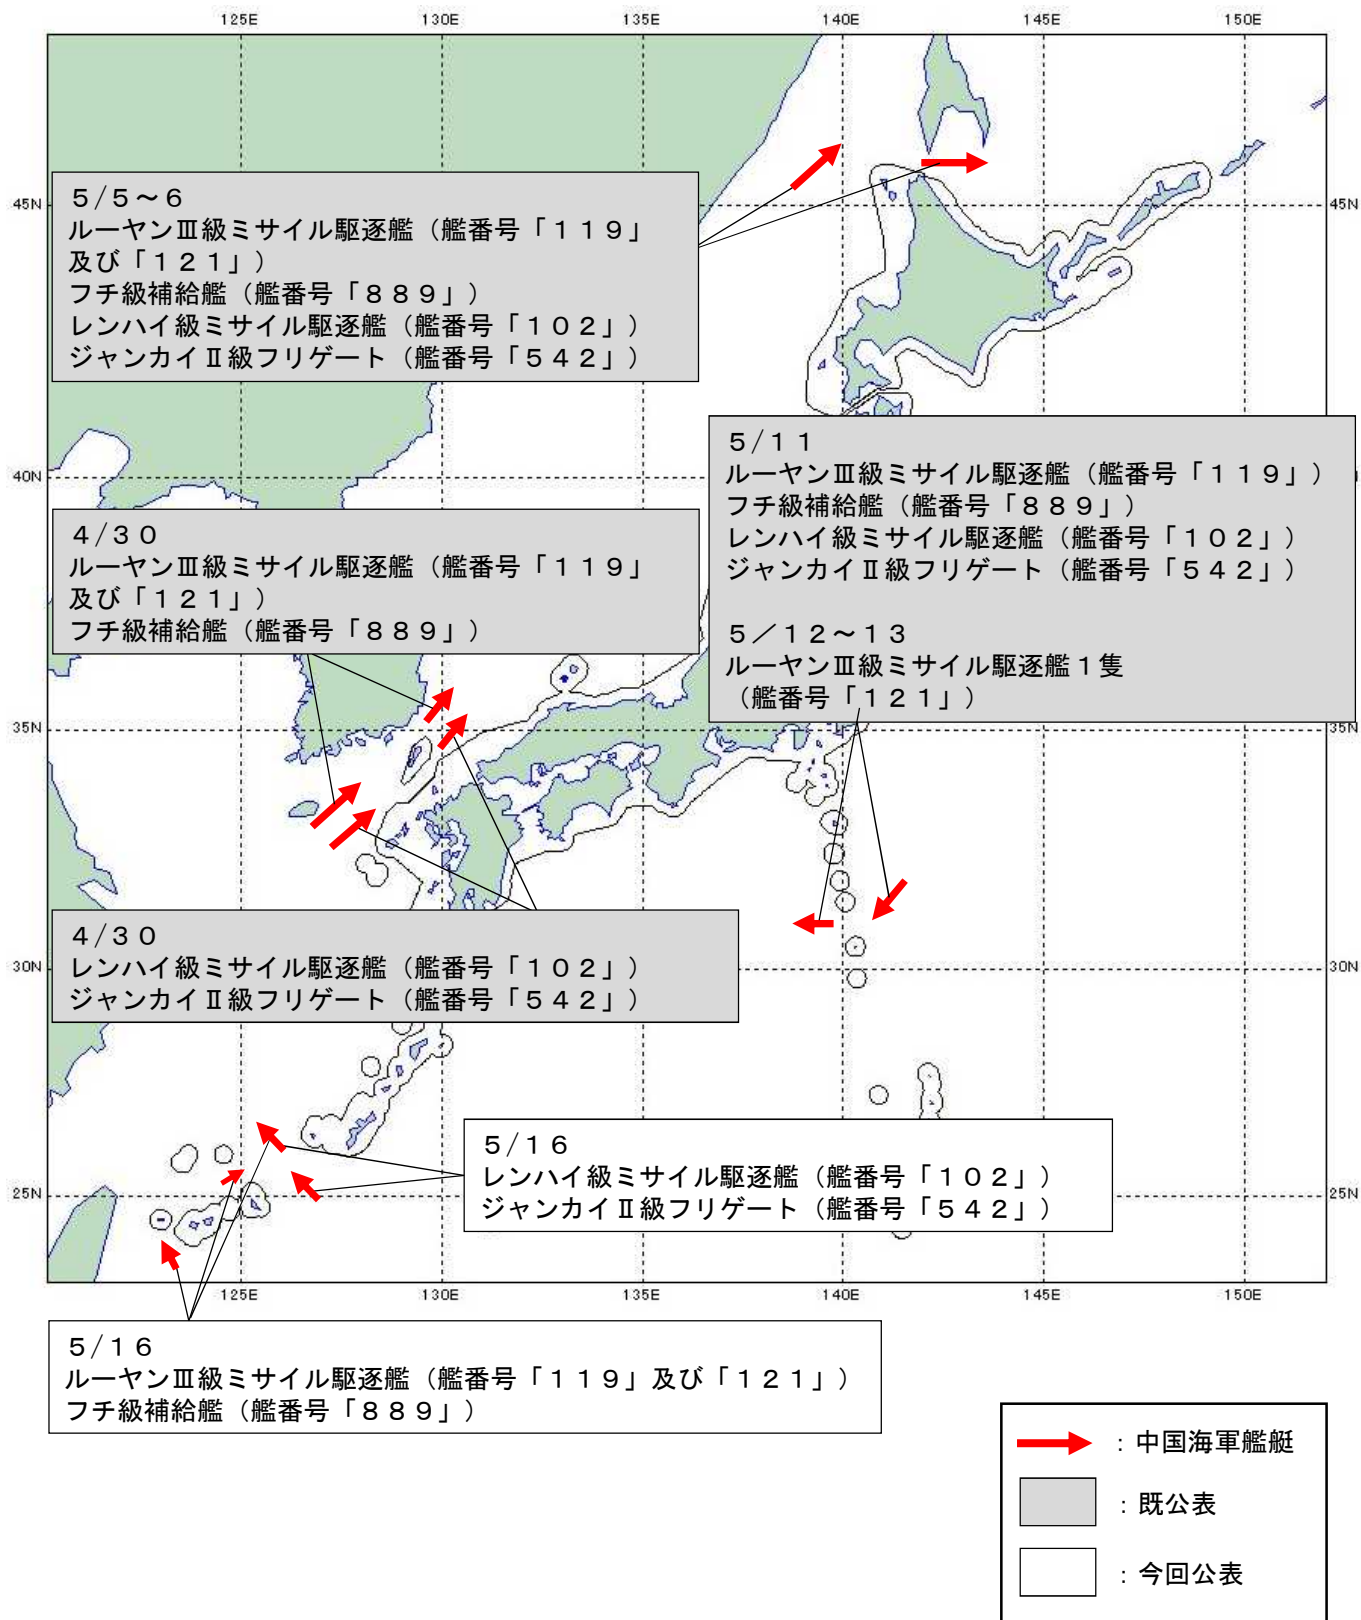 125E 130E 135E 140E 145E 150E
5/5～6
ルーヤンⅢ級ミサイル駆逐艦（艦番号「119」
及び「121」）
フチ級補給艦（艦番号「889」）
レンハイ級ミサイル駆逐艦（艦番号「102」）
ジャンカイⅡ級フリゲート（艦番号「542」）
45N 45N
5/11
ルーヤンⅢ級ミサイル駆逐艦（艦番号「119」）
フチ級補給艦（艦番号「889」）
レンハイ級ミサイル駆逐艦（艦番号「102」）
ジャンカイⅡ級フリゲート（艦番号「542」）
5／12～13
ルーヤンⅢ級ミサイル駆逐艦1隻
（艦番号「121」）
40N
4/30
ルーヤンⅢ級ミサイル駆逐艦（艦番号「119」
及び「121」）
フチ級補給艦（艦番号「889」）
35N 35N
4/30
レンハイ級ミサイル駆逐艦（艦番号「102」）
ジャンカイⅡ級フリゲート（艦番号「542」）
30N 30N
5/16
レンハイ級ミサイル駆逐艦（艦番号「102」）
ジャンカイⅡ級フリゲート（艦番号「542」）
25N 25N
125E 130E 135E 140E 145E 150E
5/16
ルーヤンⅢ級ミサイル駆逐艦（艦番号「119」及び「121」）
フチ級補給艦（艦番号「889」）
：中国海軍艦艇
：既公表
：今回公表